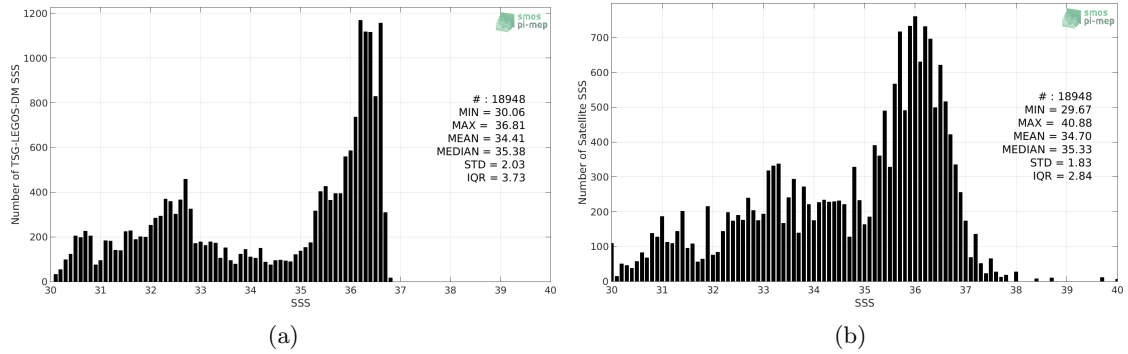 1200
1000
800
600
400
200
0
Number of TSG-LEGOS-DM SSS
smos
pi-mep
# : 18948
MIN = 30.06
MAX = 36.81
MEAN = 34.41
MEDIAN = 35.38
STD = 2.03
IQR = 3.73
30 31 32 33 34 35 36 37 38 39 40
SSS
(a)
700
600
500
400
300
200
100
0
Number of Satellite SSS
smos
pi-mep
# : 18948
MIN = 29.67
MAX = 40.88
MEAN = 34.70
MEDIAN = 35.33
STD = 1.83
IQR = 2.84
30 31 32 33 34 35 36 37 38 39 40
SSS
(b)